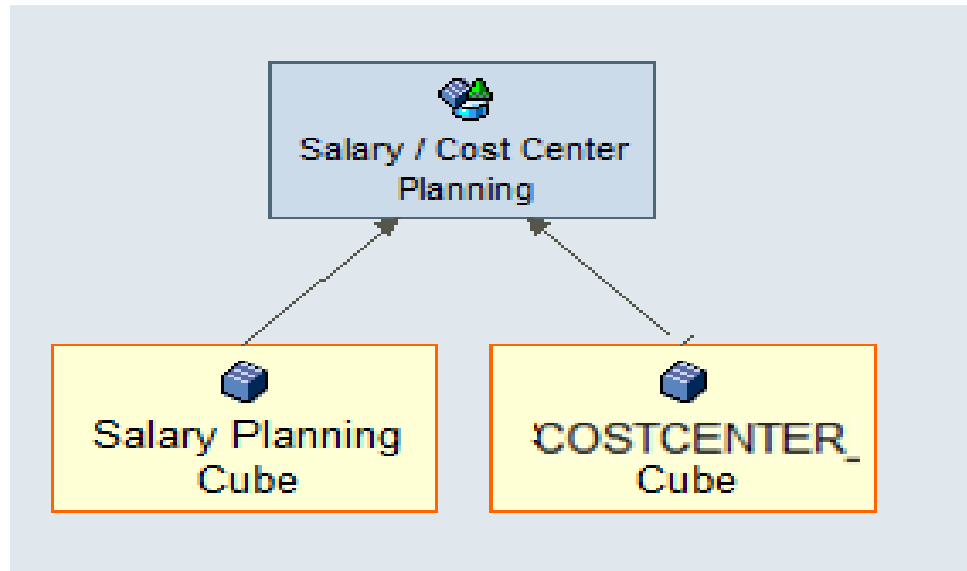 Salary / Cost Center
Planning
Salary Planning
Cube
COSTCENTER_
Cube